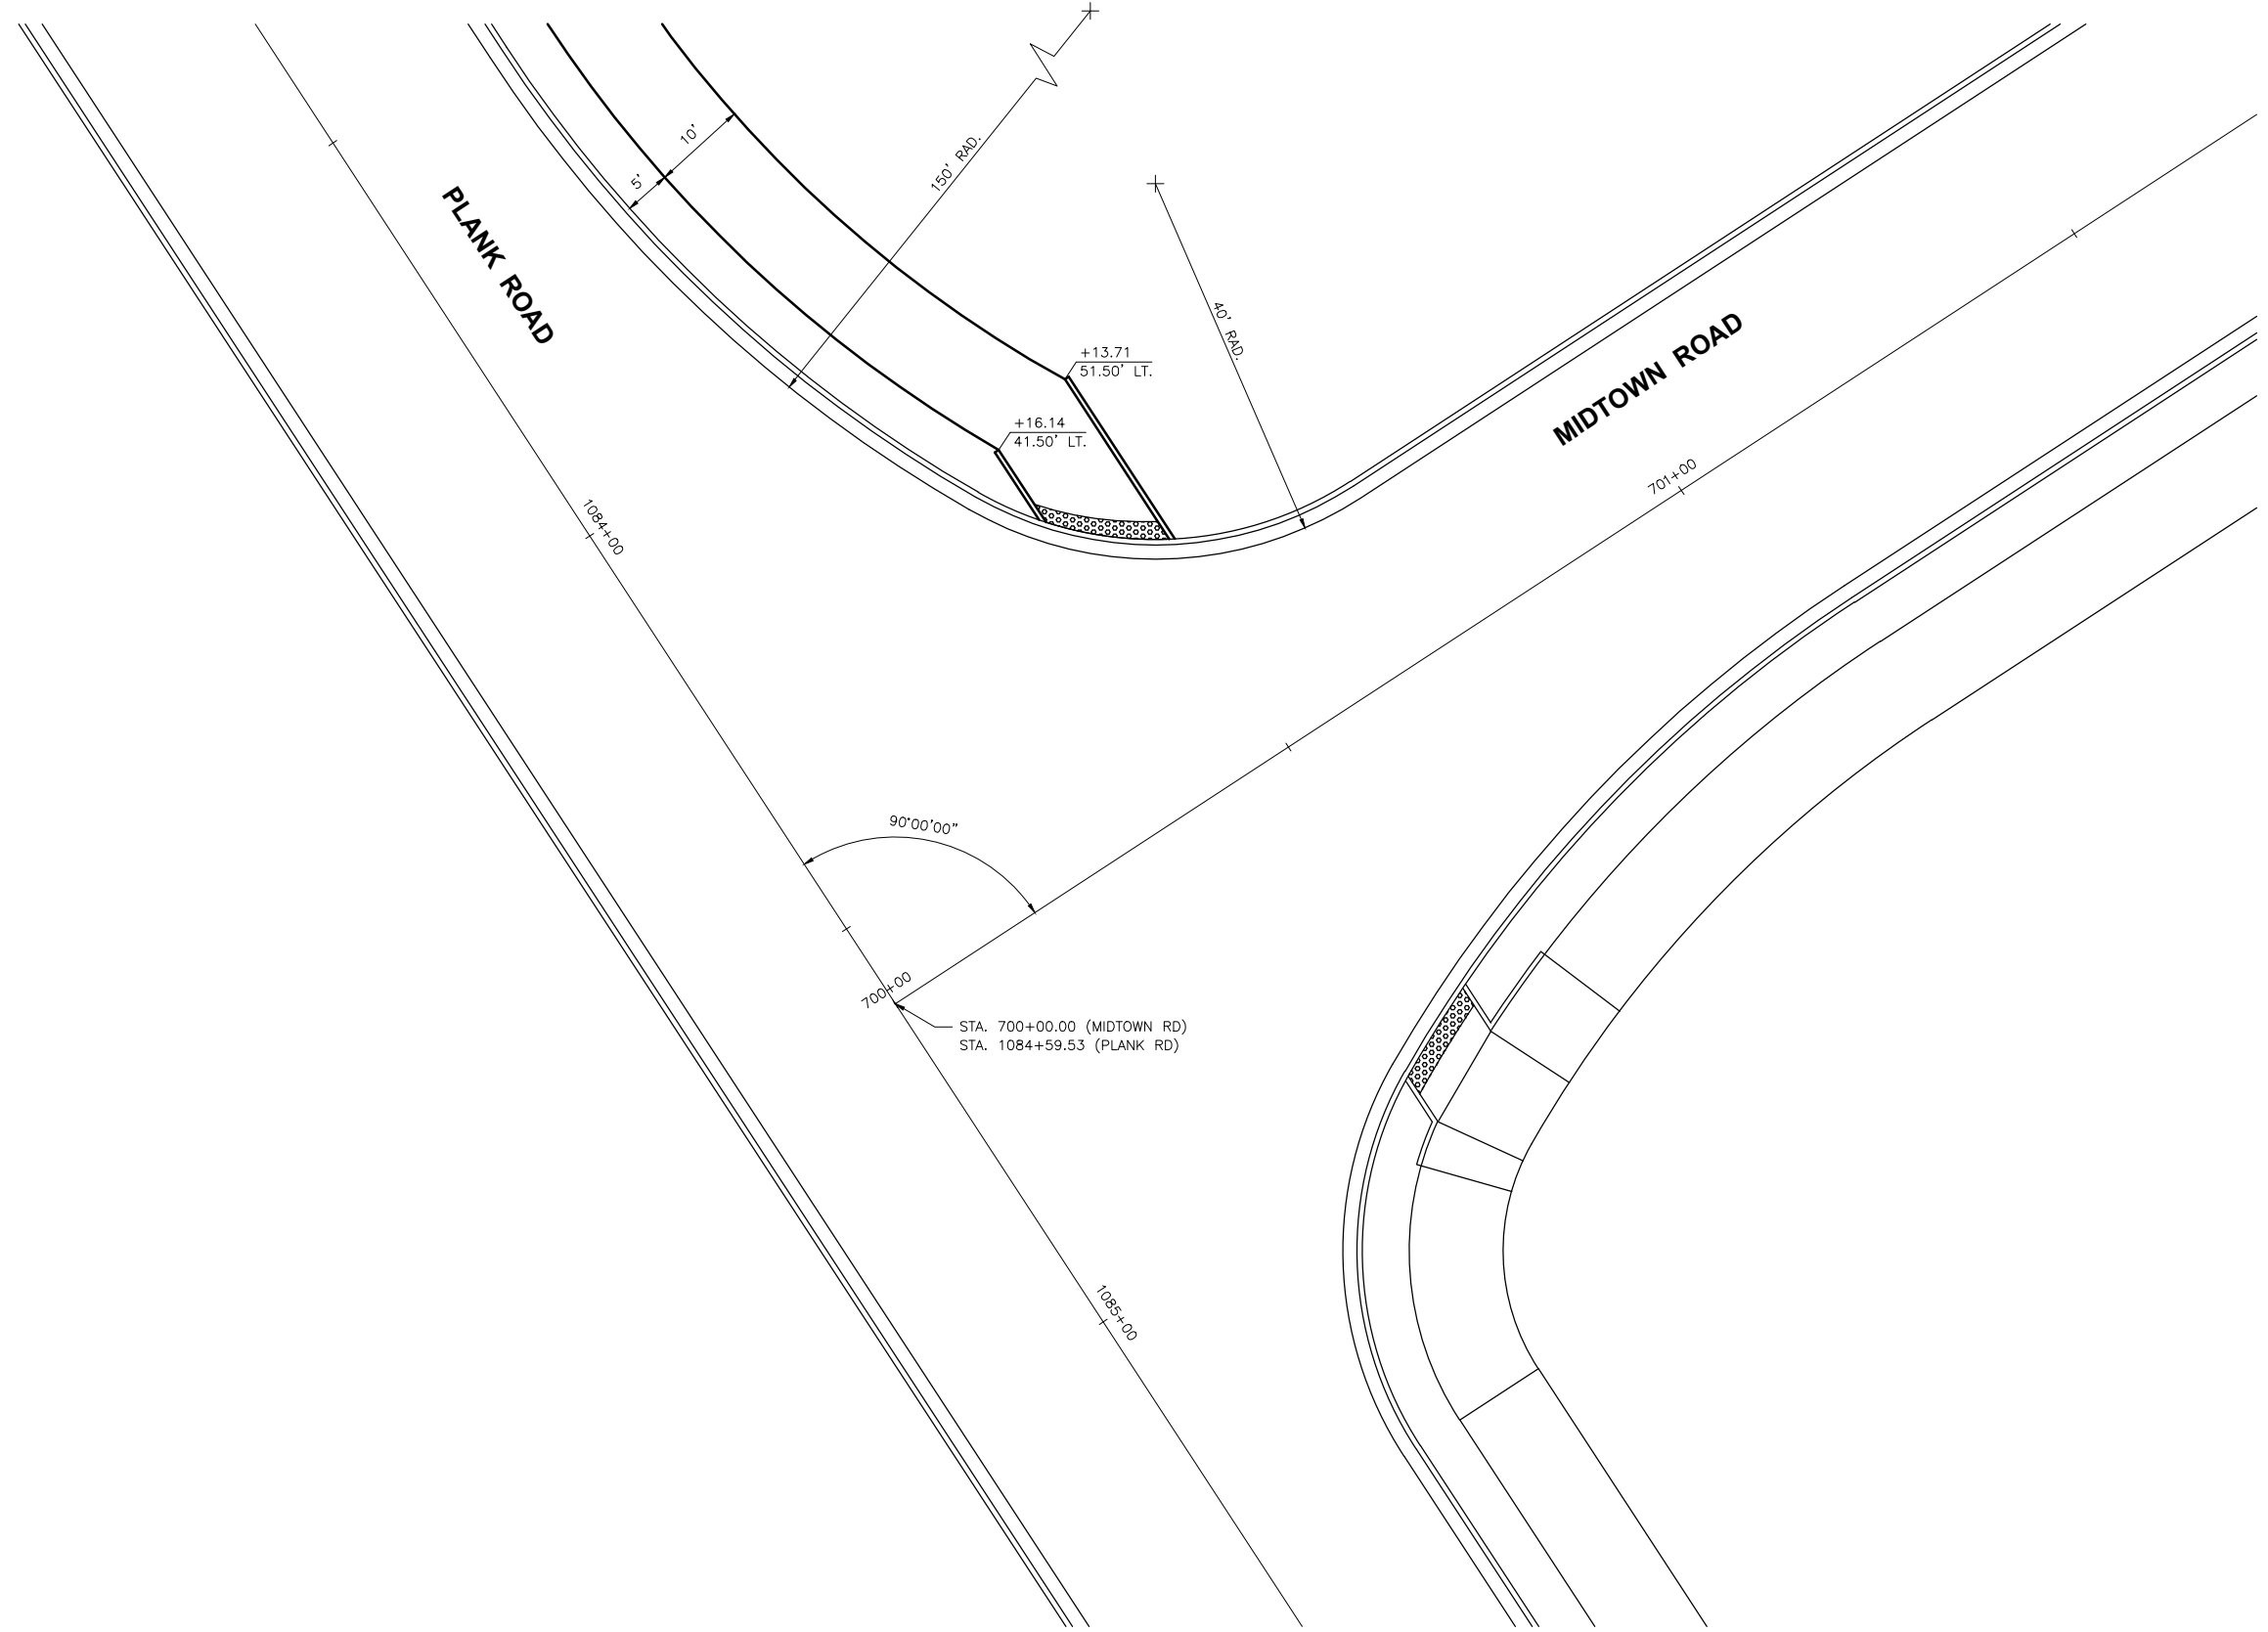 10'
5'
150' RAD.
40' RAD.
PLANK ROAD
+13.71
51.50' LT.
+16.14
41.50' LT.
MIDTOWN ROAD
701+00
1084+00
90°00'00"
700+00
STA. 700+00.00 (MIDTOWN RD)
STA. 1084+59.53 (PLANK RD)
1085+00